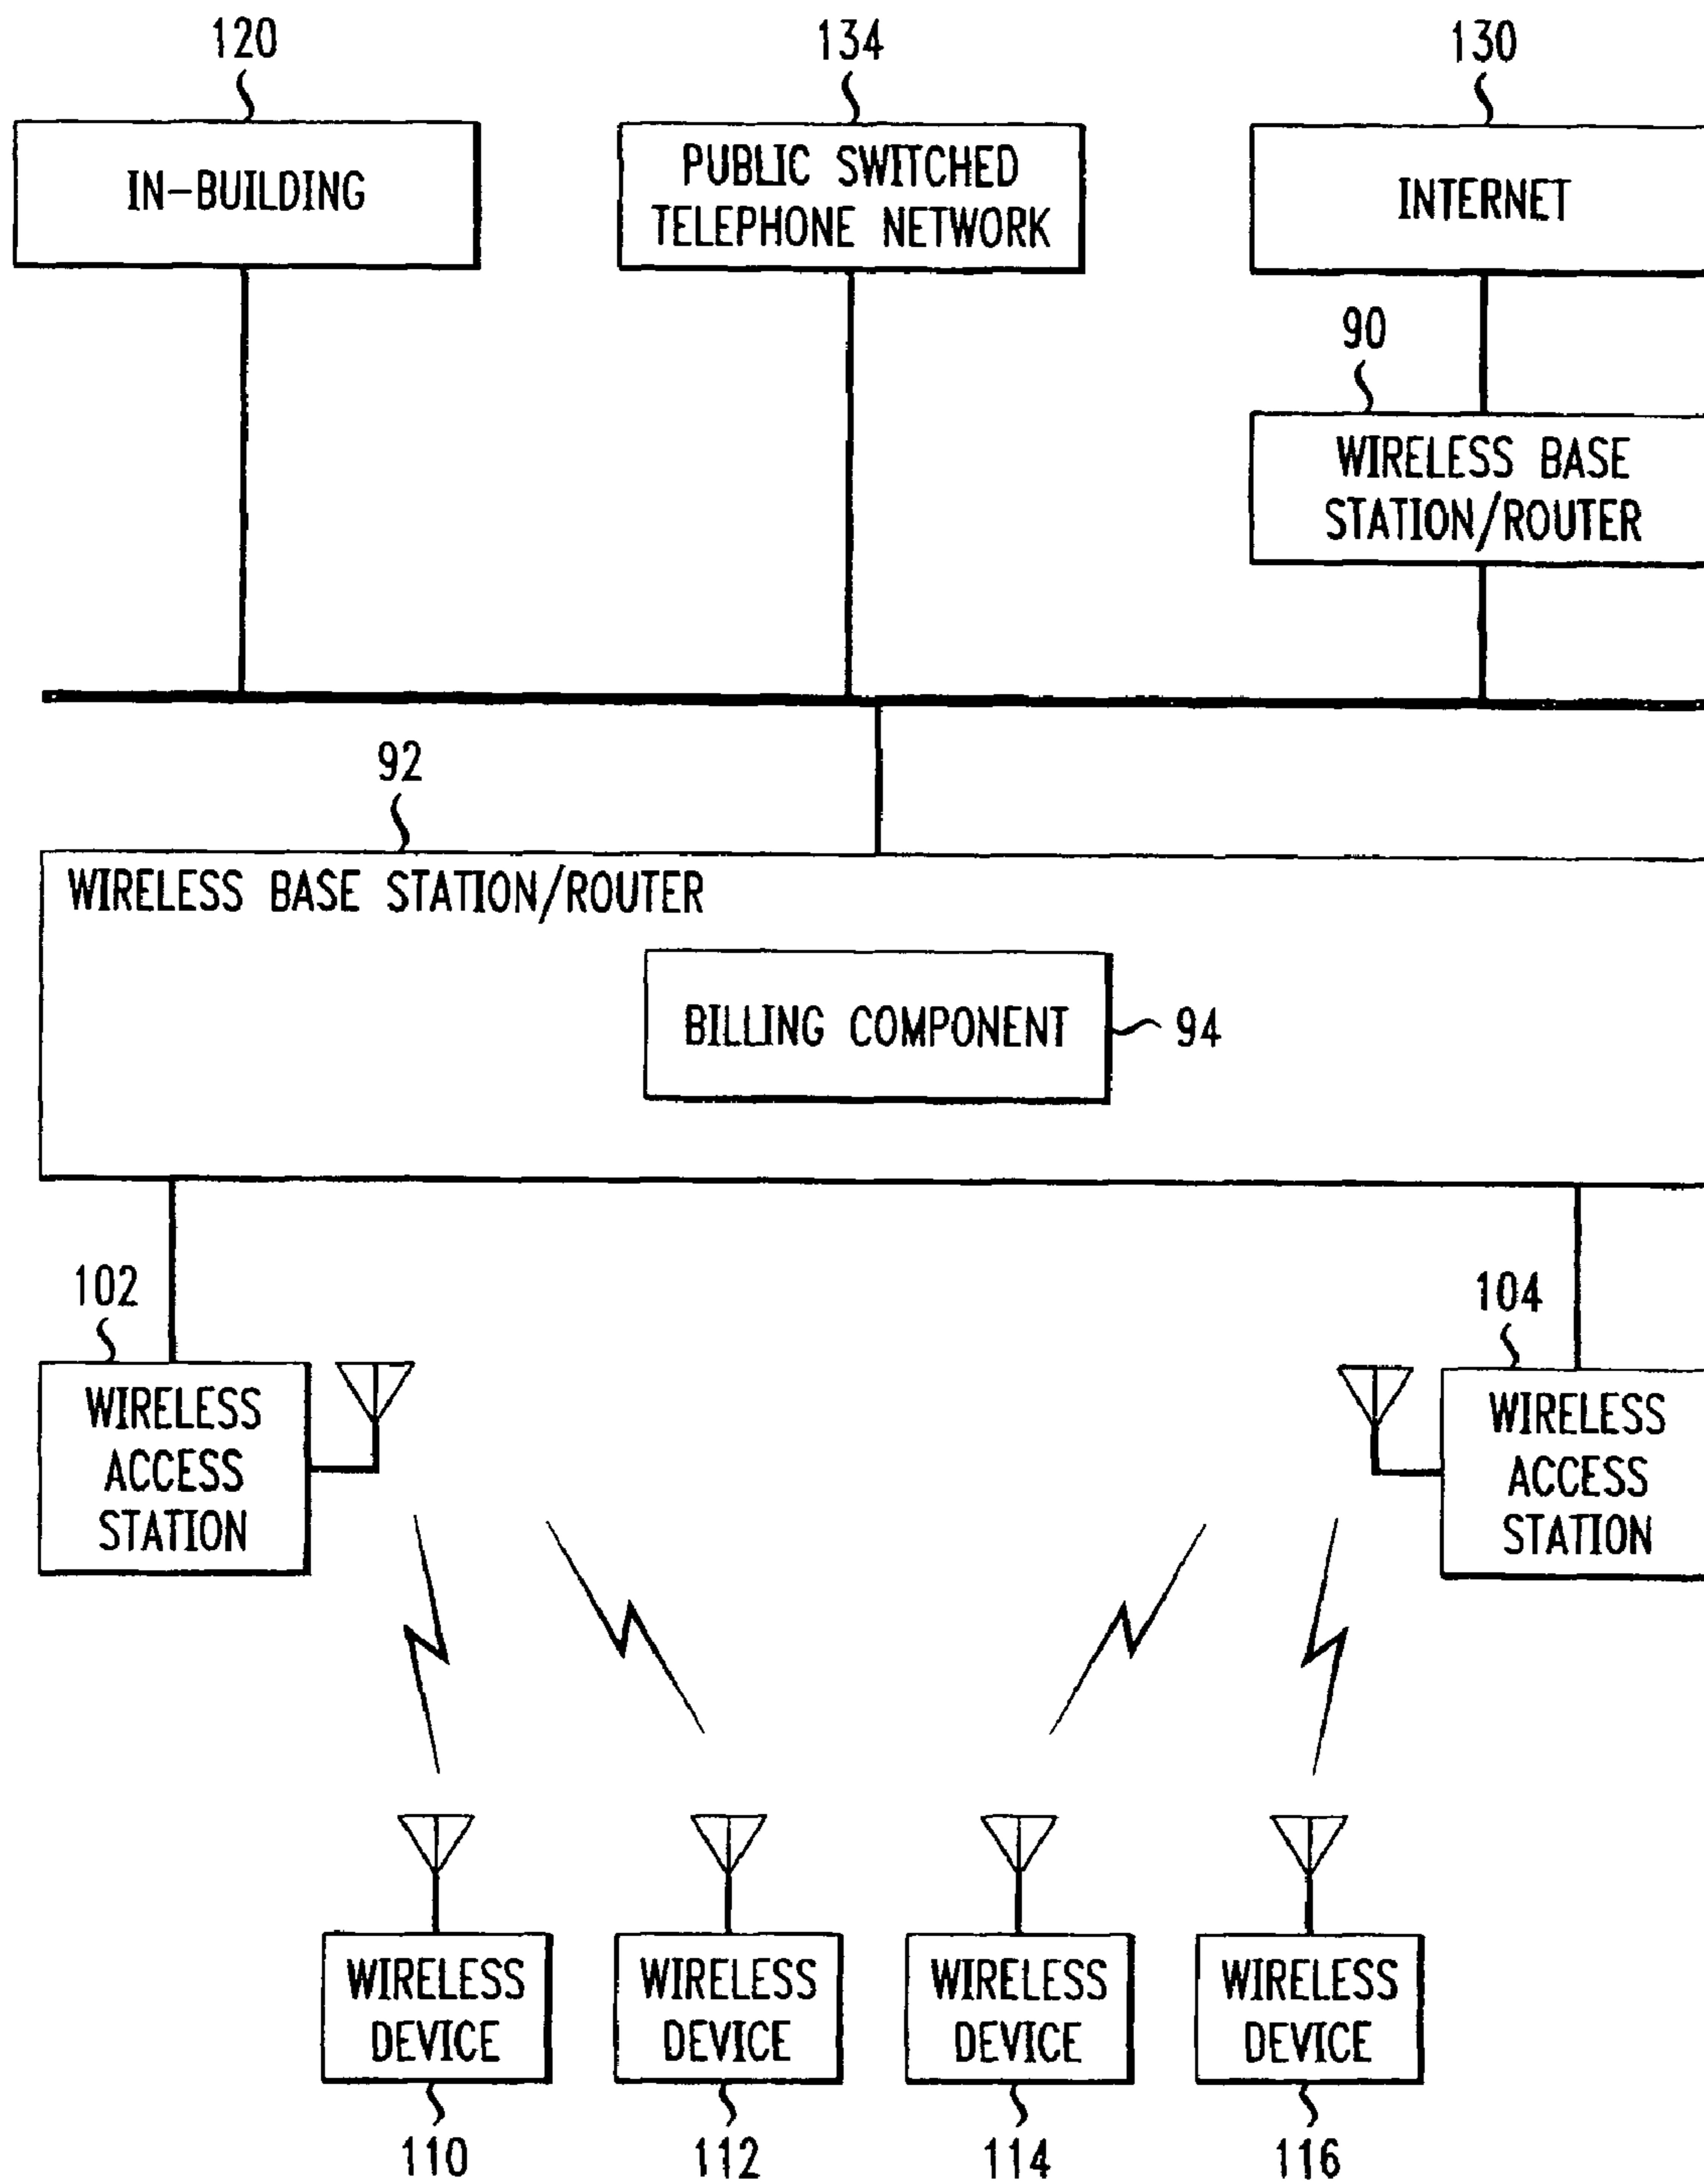 120
134
130
IN-BUILDING
PUBLIC SWITCHED
TELEPHONE NETWORK
INTERNET
90
WIRELESS BASE
STATION/ROUTER
92
WIRELESS BASE STATION/ROUTER
BILLING COMPONENT
94
102
104
WIRELESS
ACCESS
STATION
WIRELESS
ACCESS
STATION
WIRELESS
DEVICE
WIRELESS
DEVICE
WIRELESS
DEVICE
WIRELESS
DEVICE
110
112
114
116